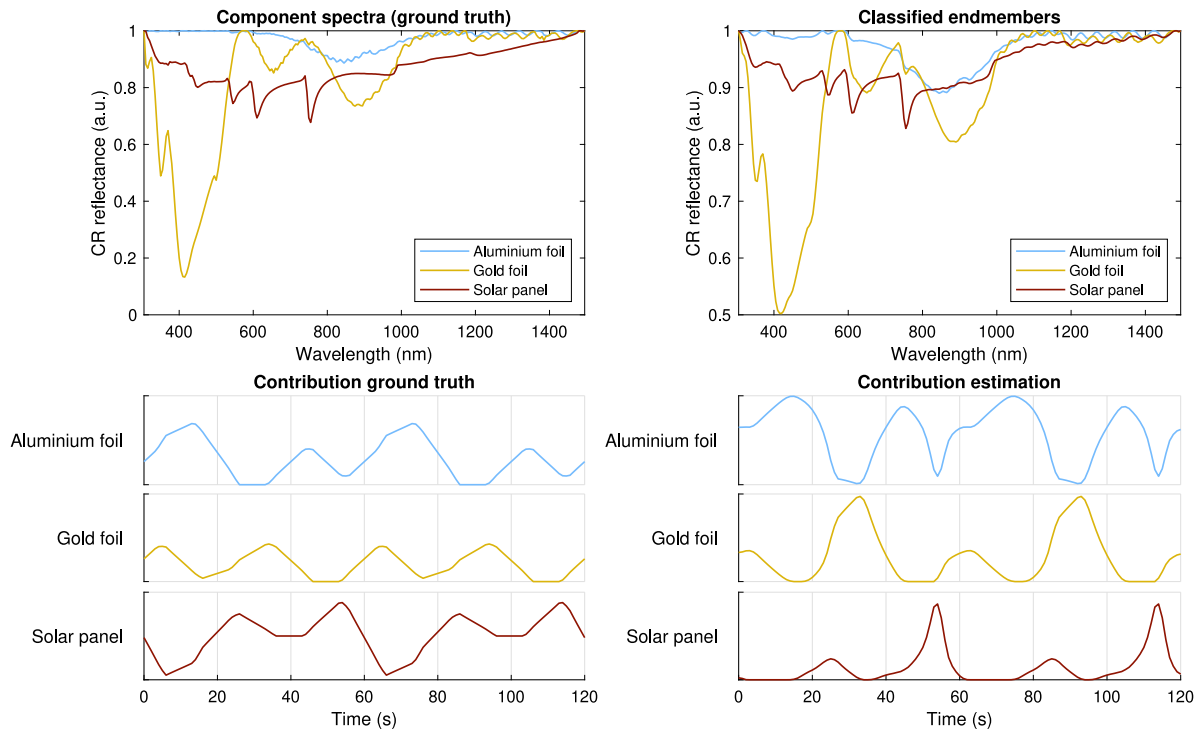 Component spectra (ground truth)
CR reflectance (a.u.)
1
0.8
0.6
0.4
0.2
0
400
600
800
1000
1200
1400
Wavelength (nm)
Aluminium foil
Gold foil
Solar panel
Classified endmembers
CR reflectance (a.u.)
1
0.9
0.8
0.7
0.6
0.5
400
600
800
1000
1200
1400
Wavelength (nm)
Aluminium foil
Gold foil
Solar panel
Contribution ground truth
Aluminium foil
Gold foil
Solar panel
0
20
40
60
80
100
120
Time (s)
Contribution estimation
Aluminium foil
Gold foil
Solar panel
0
20
40
60
80
100
120
Time (s)